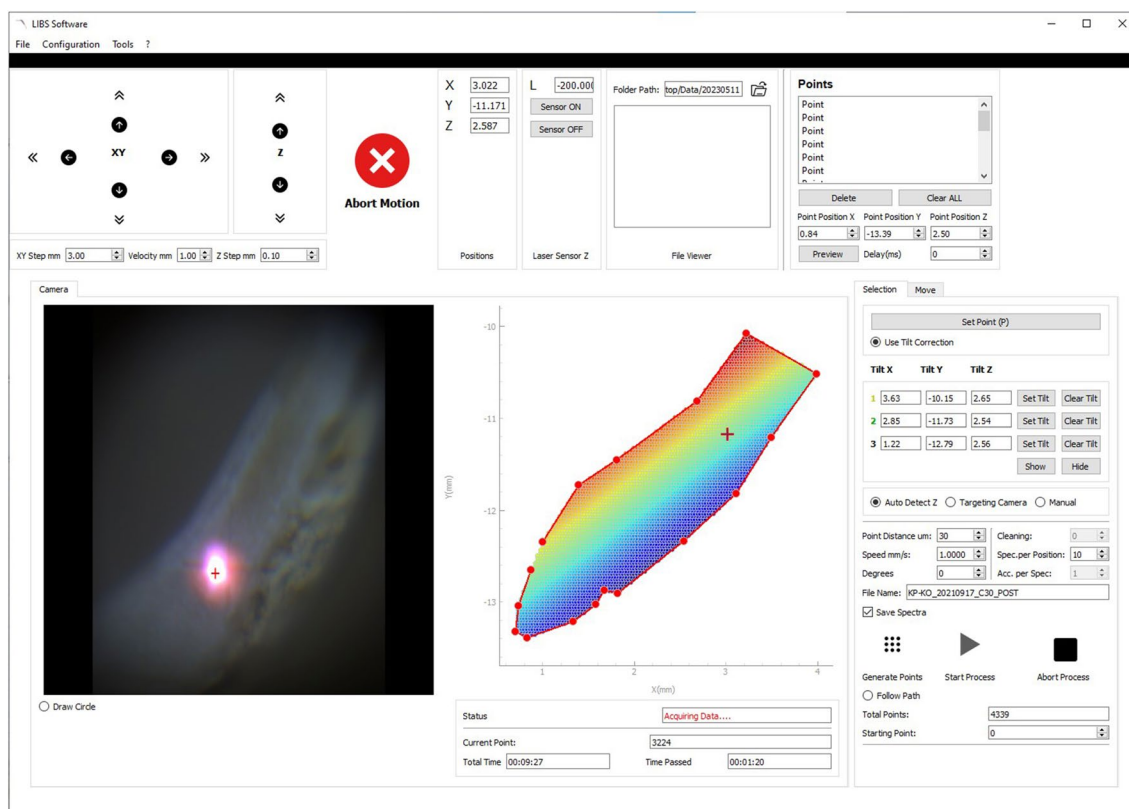 LIBS Software
File Configuration Tools ?
XY
Z
Abort Motion
XY Step mm 3.00 Velocity mm 1.00 Z Step mm 0.10
X 3.022
Y -11.171
Z 2.587
Positions
L -200.000
Sensor ON
Sensor OFF
Laser Sensor Z
Folder Path: top/Data/20230511
File Viewer
Points
Point
Point
Point
Point
Point
Point
Delete Clear ALL
Point Position X Point Position Y Point Position Z
0.84 -13.39 2.50
Preview Delay(ms) 0
Camera
Draw Circle
Y(mm)
-10
-11
-12
-13
1 2 3 4
X(mm)
Status Acquiring Data....
Current Point: 3224
Total Time 00:09:27 Time Passed 00:01:20
Selection Move
Set Point (P)
Use Tilt Correction
Tilt X Tilt Y Tilt Z
1 3.63 -10.15 2.65 Set Tilt Clear Tilt
2 2.85 -11.73 2.54 Set Tilt Clear Tilt
3 1.22 -12.79 2.56 Set Tilt Clear Tilt
Show Hide
Auto Detect Z Targeting Camera Manual
Point Distance um: 30 Cleaning: 0
Speed mm/s: 1.0000 Spec.per Position: 10
Degrees 0 Acc. per Spec: 1
File Name: KP-KO_20210917_C30_POST
Save Spectra
Generate Points Start Process Abort Process
Follow Path
Total Points: 4339
Starting Point: 0